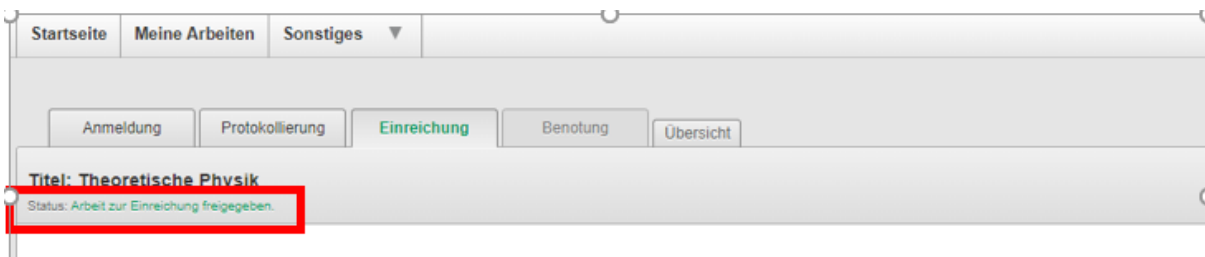 Startseite Meine Arbeiten Sonstiges ▼
Anmeldung Protokollierung Einreichung Benotung Übersicht
Titel: Theoretische Physik
Status: Arbeit zur Einreichung freigegeben.